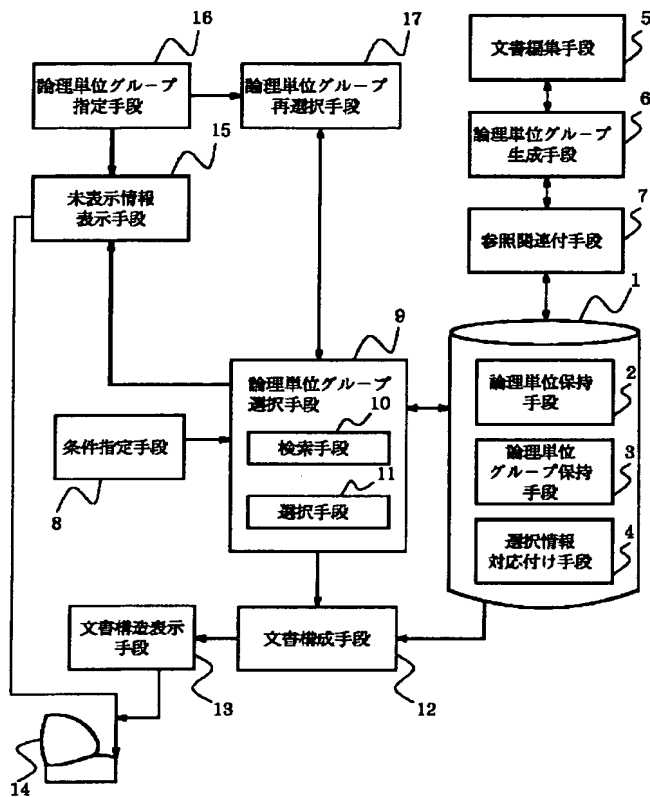 16
17
5
論理単位グループ
指定手段
論理単位グループ
再選択手段
文書編集手段
6
論理単位グループ
生成手段
15
未表示情報
表示手段
7
参照関連付手段
1
9
論理単位グループ
選択手段
10
検索手段
11
選択手段
条件指定手段
8
論理単位保持
手段
2
論理単位
グループ保持
手段
3
選択情報
対応付け手段
4
文書構造表示
手段
13
文書構成手段
12
14